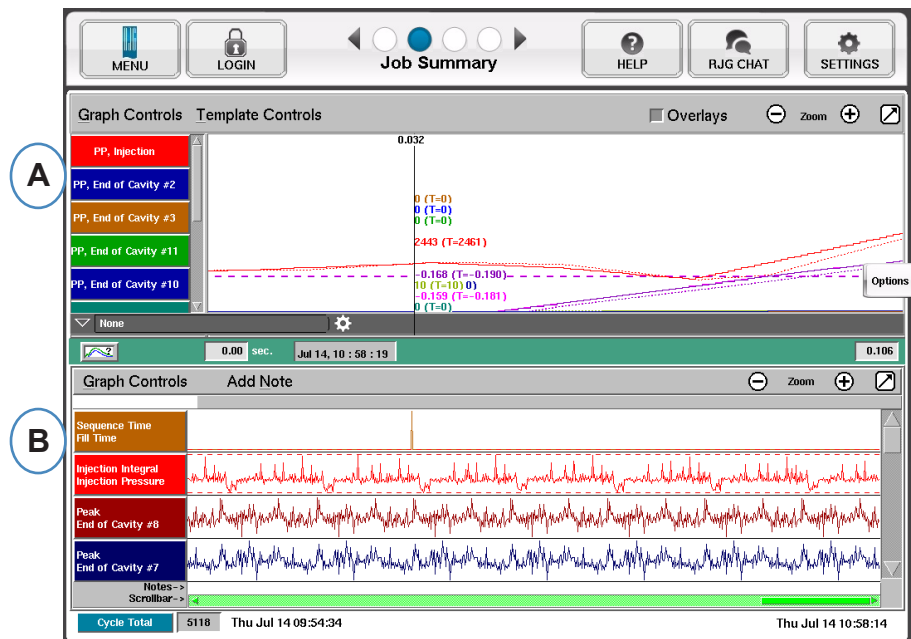 MENU
LOGIN
Job Summary
HELP
RJG CHAT
SETTINGS
A
Graph Controls Template Controls
Overlays
Zoom
PP, Injection
PP, End of Cavity #2
PP, End of Cavity #3
PP, End of Cavity #11
PP, End of Cavity #10
0.032
0 (T=0)
0 (T=0)
0 (T=0)
2443 (T=2461)
-0.168 (T=-0.190)
10 (T=10)0)
-0.159 (T=-0.181)
0 (T=0)
Options
None
0.00 sec. Jul 14, 10 : 58 : 19
0.106
B
Graph Controls Add Note
Zoom
Sequence Time
Fill Time
Injection Integral
Injection Pressure
Peak
End of Cavity #8
Peak
End of Cavity #7
Notes->
Scrollbar->
Cycle Total 5118 Thu Jul 14 09:54:34 Thu Jul 14 10:58:14